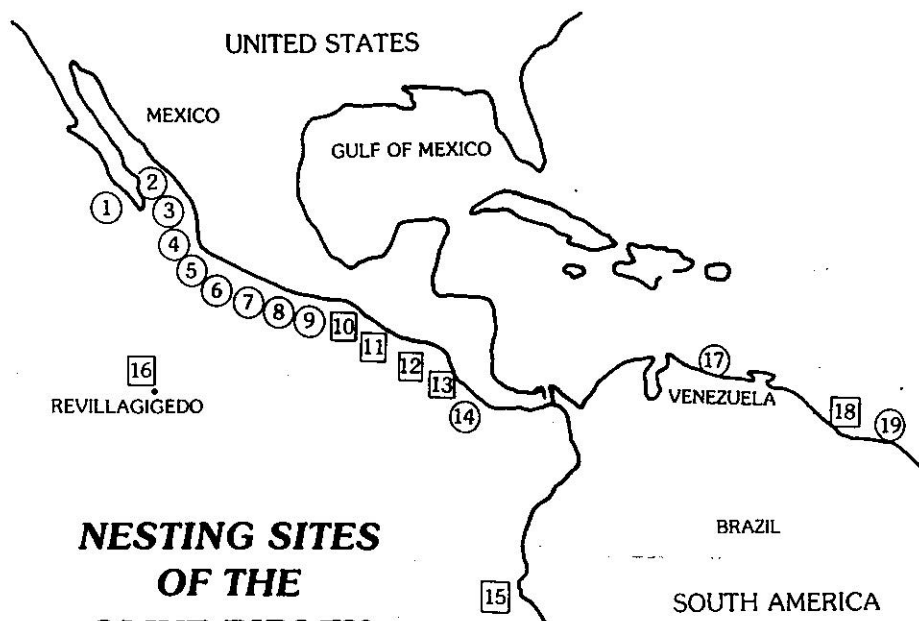 UNITED STATES
MEXICO
GULF OF MEXICO
2
1
3
4
5
6
7
8
9
10
11
12
13
14
16
REVILLAGIGEDO
17
VENEZUELA
18
19
NESTING SITES
OF THE
BRAZIL
15
SOUTH AMERICA